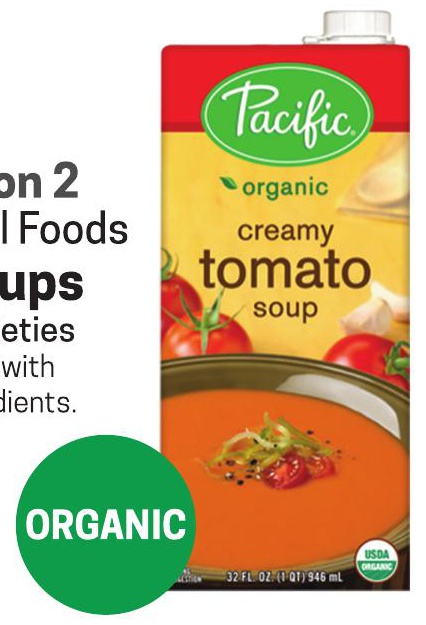 on 2
l Foods
ups
ieties
with
dients.
ORGANIC
Pacific
organic
creamy
tomato
soup
USDA
ORGANIC
32 FL. OZ. (1 QT) 946 mL